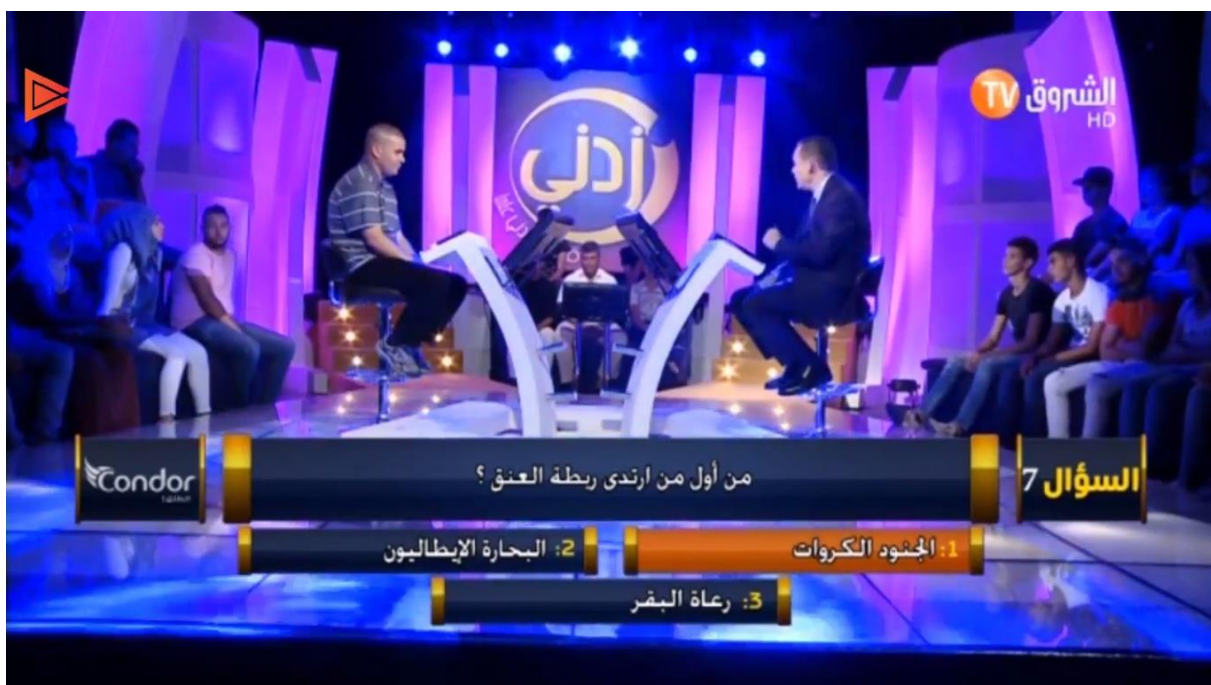 الشروق TV
HD
زدني
السؤال 7
من أول من ارتدى ربطة العنق ؟
Condor
1: الجنود الكروات
2: البحارة الإيطاليون
3: رعاة البقر